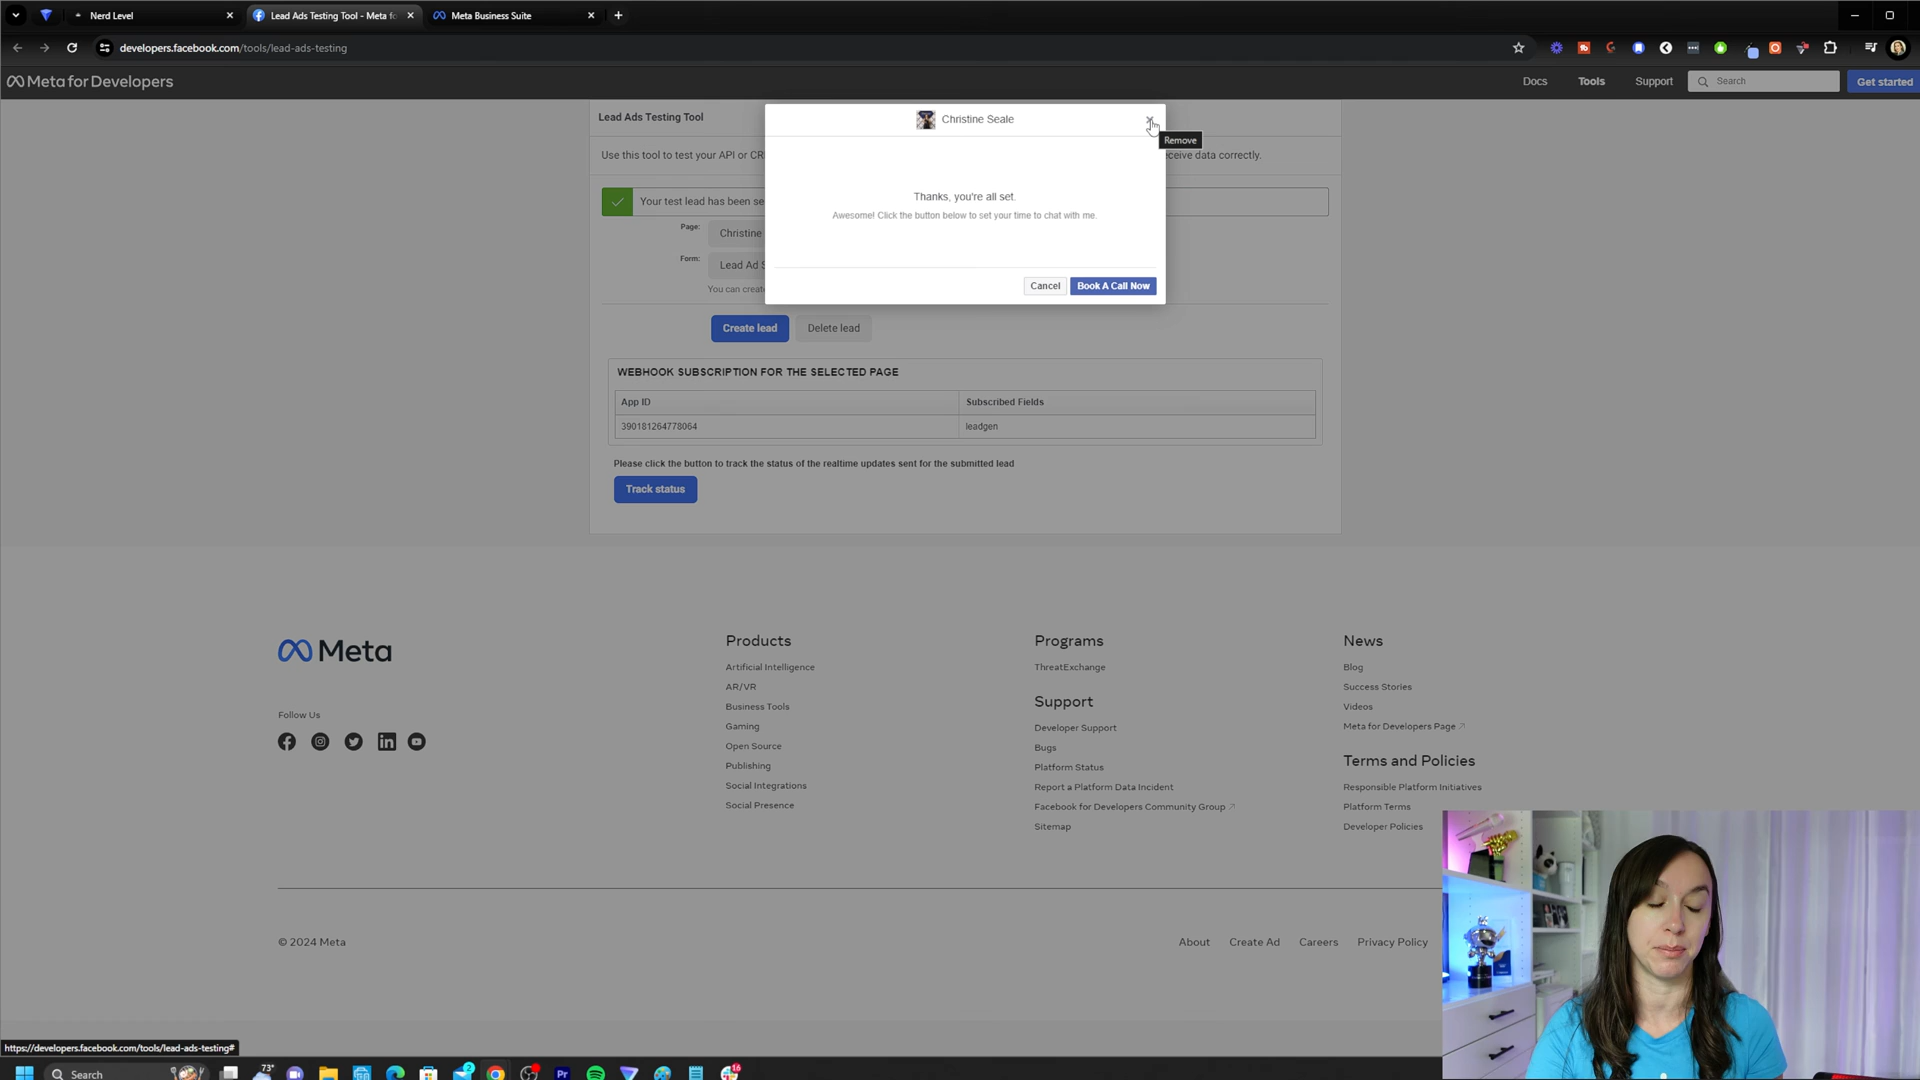 Nerd Level
Lead Ads Testing Tool - Meta fo
Meta Business Suite
developers.facebook.com/tools/lead-ads-testing
Meta for Developers
Docs
Tools
Support
Search
Get started
Lead Ads Testing Tool
Christine Seale
Remove
Use this tool to test your API or CR
eceive data correctly.
Your test lead has been se
Thanks, you're all set.
Awesome! Click the button below to set your time to chat with me.
Page:
Christine
Form:
Lead Ad S
You can create
Cancel
Book A Call Now
Create lead
Delete lead
WEBHOOK SUBSCRIPTION FOR THE SELECTED PAGE
App ID
Subscribed Fields
390181264778064
leadgen
Please click the button to track the status of the realtime updates sent for the submitted lead
Track status
Meta
Follow Us
Products
Artificial Intelligence
AR/VR
Business Tools
Gaming
Open Source
Publishing
Social Integrations
Social Presence
Programs
ThreatExchange
Support
Developer Support
Bugs
Platform Status
Report a Platform Data Incident
Facebook for Developers Community Group
Sitemap
News
Blog
Success Stories
Videos
Meta for Developers Page
Terms and Policies
Responsible Platform Initiatives
Platform Terms
Developer Policies
© 2024 Meta
About
Create Ad
Careers
Privacy Policy
https://developers.facebook.com/tools/lead-ads-testing#
Search
73°
2
Pr
16